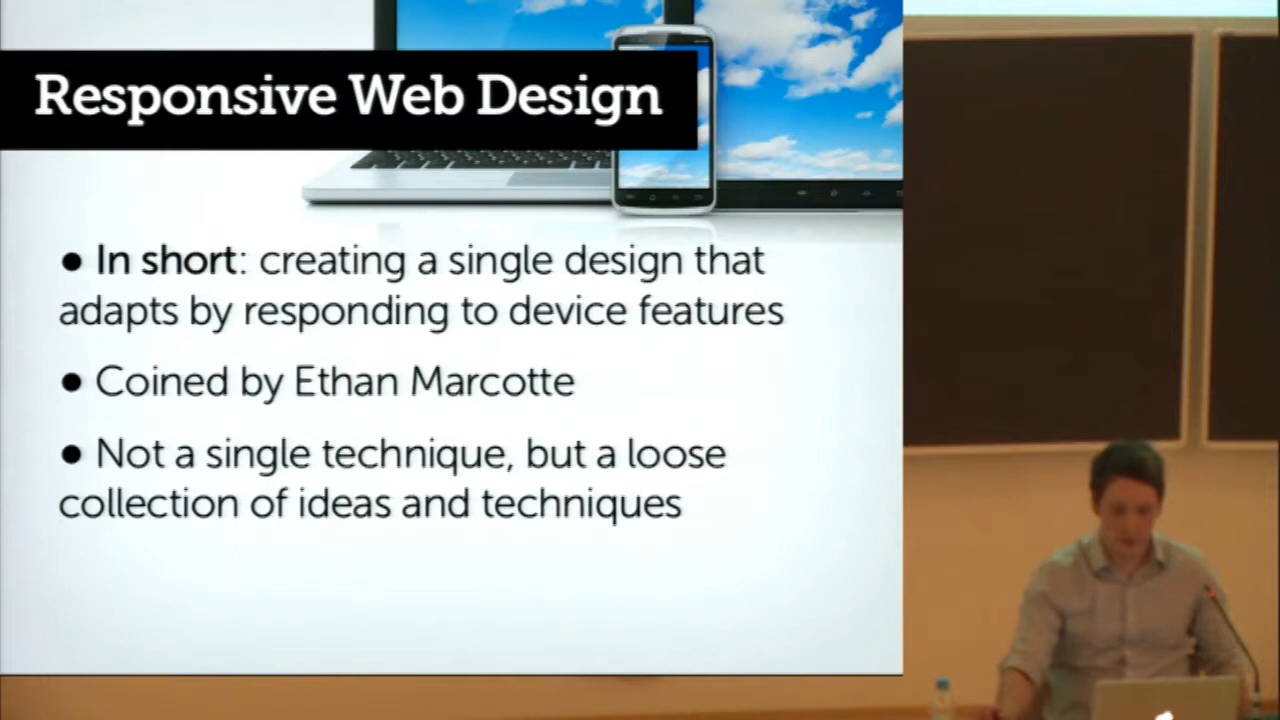 Responsive Web Design
● In short: creating a single design that
adapts by responding to device features
● Coined by Ethan Marcotte
● Not a single technique, but a loose
collection of ideas and techniques